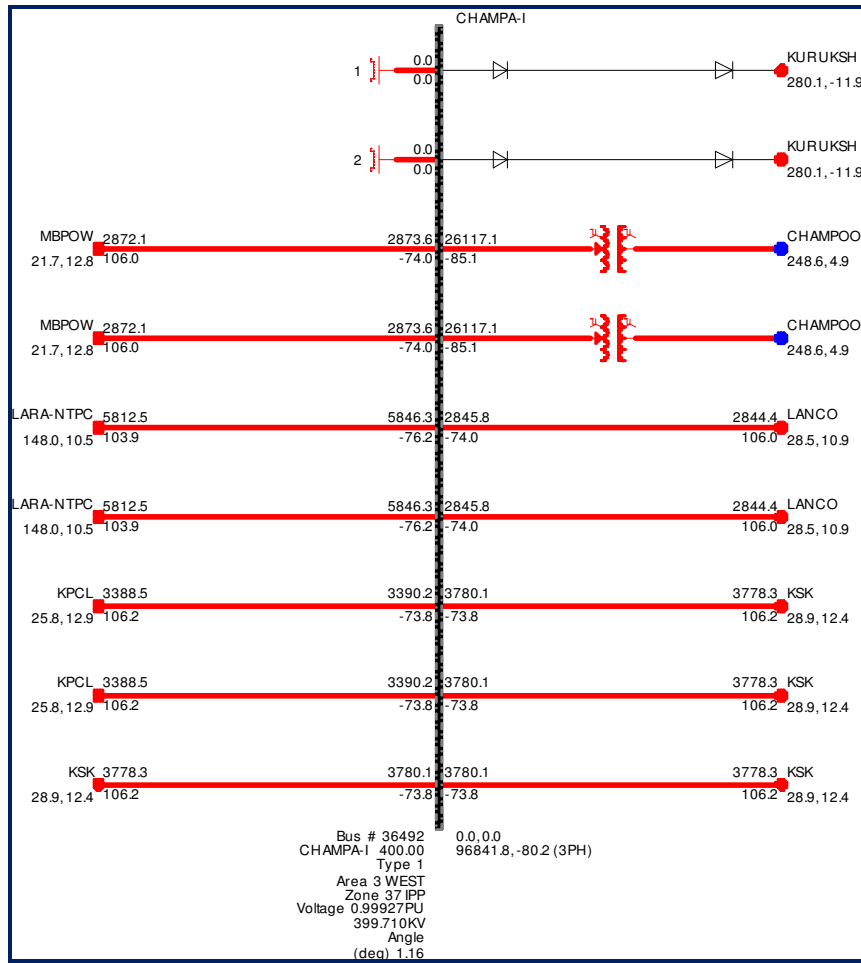 CHAMPA-I
1 0.0 KURUKSH
0.0 280.1, -11.9
2 0.0 KURUKSH
0.0 280.1, -11.9
MBPOW 2872.1 2873.6 26117.1 CHAMPOO
21.7, 12.8 106.0 -74.0 -85.1 248.6, 4.9
MBPOW 2872.1 2873.6 26117.1 CHAMPOO
21.7, 12.8 106.0 -74.0 -85.1 248.6, 4.9
LARA-NTPC 5812.5 5846.3 2845.8 2844.4 LANCO
148.0, 10.5 103.9 -76.2 -74.0 106.0 28.5, 10.9
LARA-NTPC 5812.5 5846.3 2845.8 2844.4 LANCO
148.0, 10.5 103.9 -76.2 -74.0 106.0 28.5, 10.9
KPCL 3388.5 3390.2 3780.1 3778.3 KSK
25.8, 12.9 106.2 -73.8 -73.8 106.2 28.9, 12.4
KPCL 3388.5 3390.2 3780.1 3778.3 KSK
25.8, 12.9 106.2 -73.8 -73.8 106.2 28.9, 12.4
KSK 3778.3 3780.1 3780.1 3778.3 KSK
28.9, 12.4 106.2 -73.8 -73.8 106.2 28.9, 12.4
Bus # 36492 0.0, 0.0
CHAMPA-I 400.00 96841.8, -80.2 (3PH)
Type 1
Area 3 WEST
Zone 37 IPP
Voltage 0.99927PU
399.710KV
Angle
(deg) 1.16